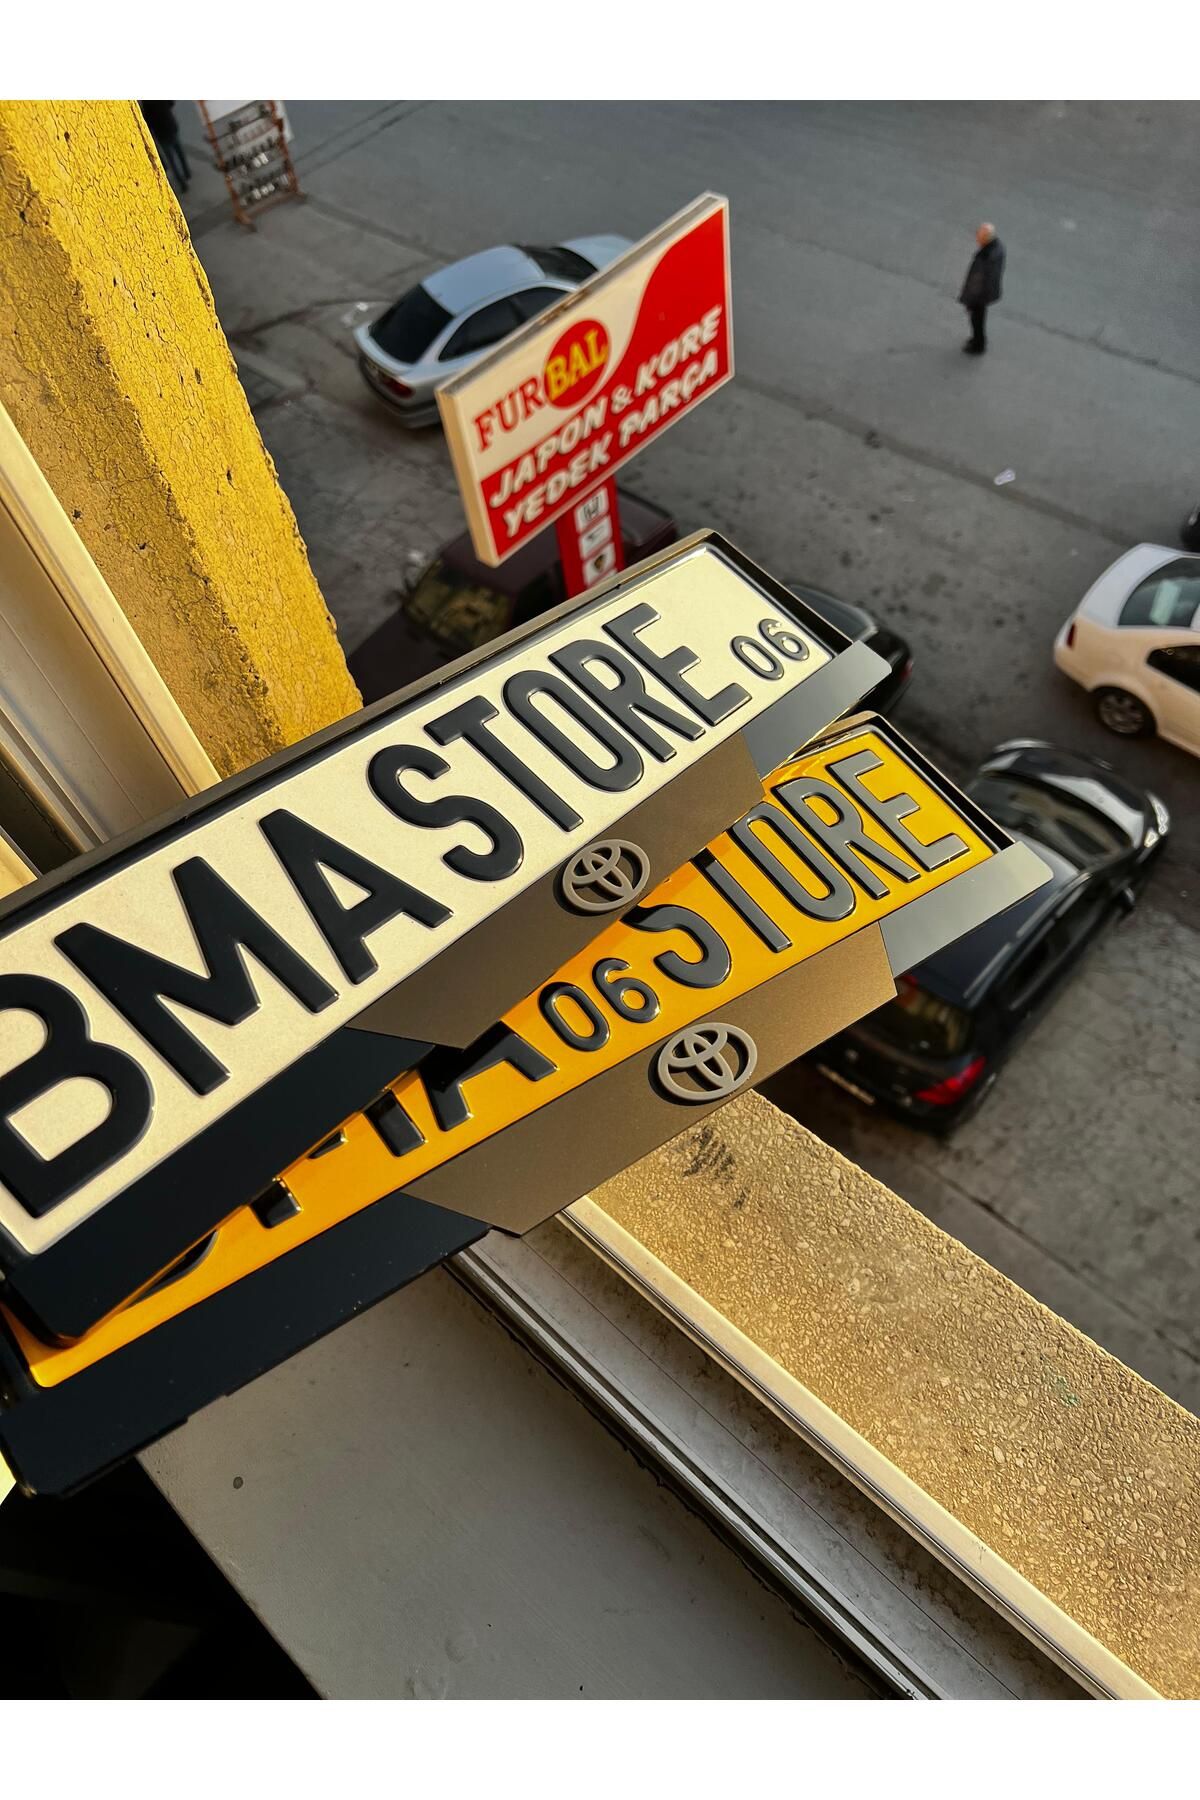 FURBAL
JAPON & KORE
YEDEK PARÇA
BMA STORE 06
06 STORE